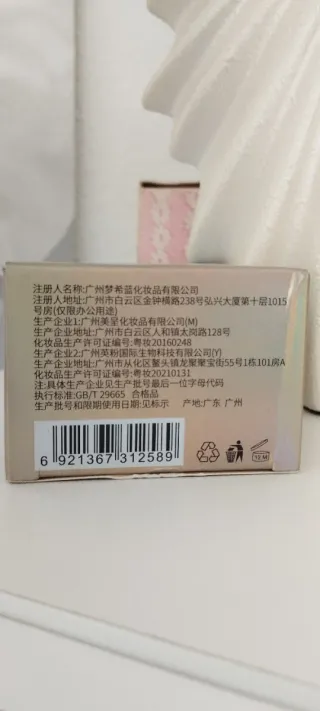 注册人名称:广州梦希蓝化妆品有限公司
注册人地址:广州市白云区金钟横路238号弘兴大厦第十层1015
号房(仅限办公用途)
生产企业1:广州美呈化妆品有限公司(M)
生产企业地址:广州市白云区人和镇太岗路128号
化妆品生产许可证编号:粤妆20160248
生产企业2:广州英粉国际生物科技有限公司(Y)
生产企业地址:广州市从化区鳌头镇龙聚聚宝街55号1栋101房A
化妆品生产许可证编号:粤妆20210131
注:具体生产企业见生产批号最后一位字母代码
执行标准:GB/T 29665 合格品
生产批号和限期使用日期:见标示 产地:广东 广州
6 921367 312589